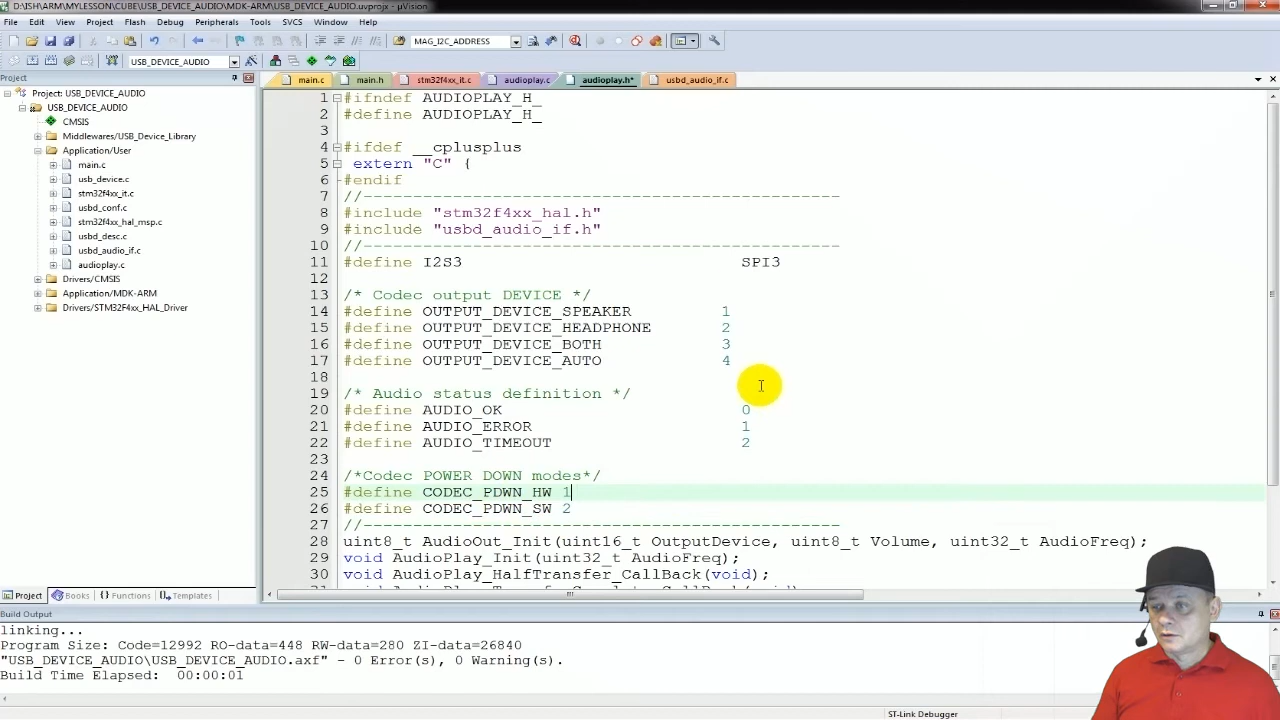 D:\ISH\ARM\MYLESSON\CUBE\USB_DEVICE_AUDIO\MDK-ARM\USB_DEVICE_AUDIO.uvprojx - µVision
File Edit View Project Flash Debug Peripherals Tools SVCS Window Help
MAG_I2C_ADDRESS
USB_DEVICE_AUDIO
Project
Project: USB_DEVICE_AUDIO
USB_DEVICE_AUDIO
CMSIS
Middlewares/USB_Device_Library
Application/User
main.c
usb_device.c
stm32f4xx_it.c
usbd_conf.c
stm32f4xx_hal_msp.c
usbd_desc.c
usbd_audio_if.c
audioplay.c
Drivers/CMSIS
Application/MDK-ARM
Drivers/STM32F4xx_HAL_Driver
Project Books Functions Templates
main.c main.h stm32f4xx_it.c audioplay.c audioplay.h* usbd_audio_if.c
1 #ifndef AUDIOPLAY_H_
2 #define AUDIOPLAY_H_
3
4 #ifdef __cplusplus
5 extern "C" {
6 #endif
7 //------------------------------------------------
8 #include "stm32f4xx_hal.h"
9 #include "usbd_audio_if.h"
10 //------------------------------------------------
11 #define I2S3 SPI3
12
13 /* Codec output DEVICE */
14 #define OUTPUT_DEVICE_SPEAKER 1
15 #define OUTPUT_DEVICE_HEADPHONE 2
16 #define OUTPUT_DEVICE_BOTH 3
17 #define OUTPUT_DEVICE_AUTO 4
18
19 /* Audio status definition */
20 #define AUDIO_OK 0
21 #define AUDIO_ERROR 1
22 #define AUDIO_TIMEOUT 2
23
24 /*Codec POWER DOWN modes*/
25 #define CODEC_PDWN_HW 1
26 #define CODEC_PDWN_SW 2
27 //------------------------------------------------
28 uint8_t AudioOut_Init(uint16_t OutputDevice, uint8_t Volume, uint32_t AudioFreq);
29 void AudioPlay_Init(uint32_t AudioFreq);
30 void AudioPlay_HalfTransfer_CallBack(void);
Build Output
linking...
Program Size: Code=12992 RO-data=448 RW-data=280 ZI-data=26840
"USB_DEVICE_AUDIO\USB_DEVICE_AUDIO.axf" - 0 Error(s), 0 Warning(s).
Build Time Elapsed: 00:00:01
ST-Link Debugger